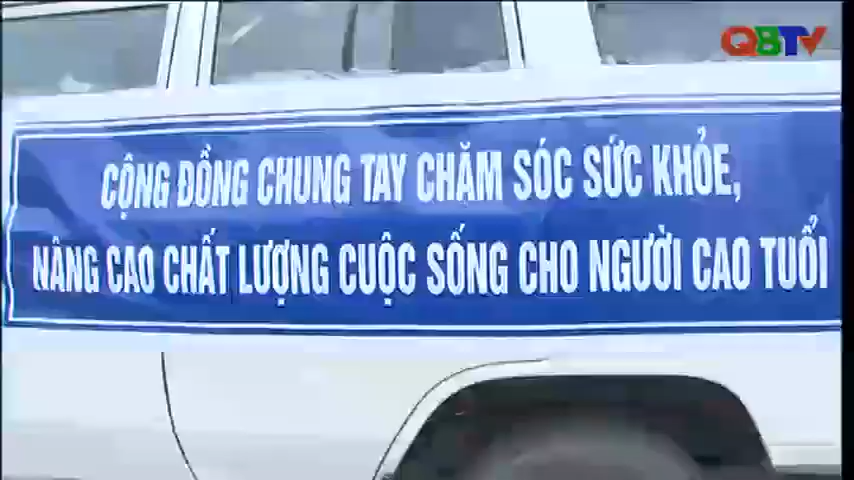 QBTV
CỘNG ĐỒNG CHUNG TAY CHĂM SÓC SỨC KHỎE,
NÂNG CAO CHẤT LƯỢNG CUỘC SỐNG CHO NGƯỜI CAO TUỔI